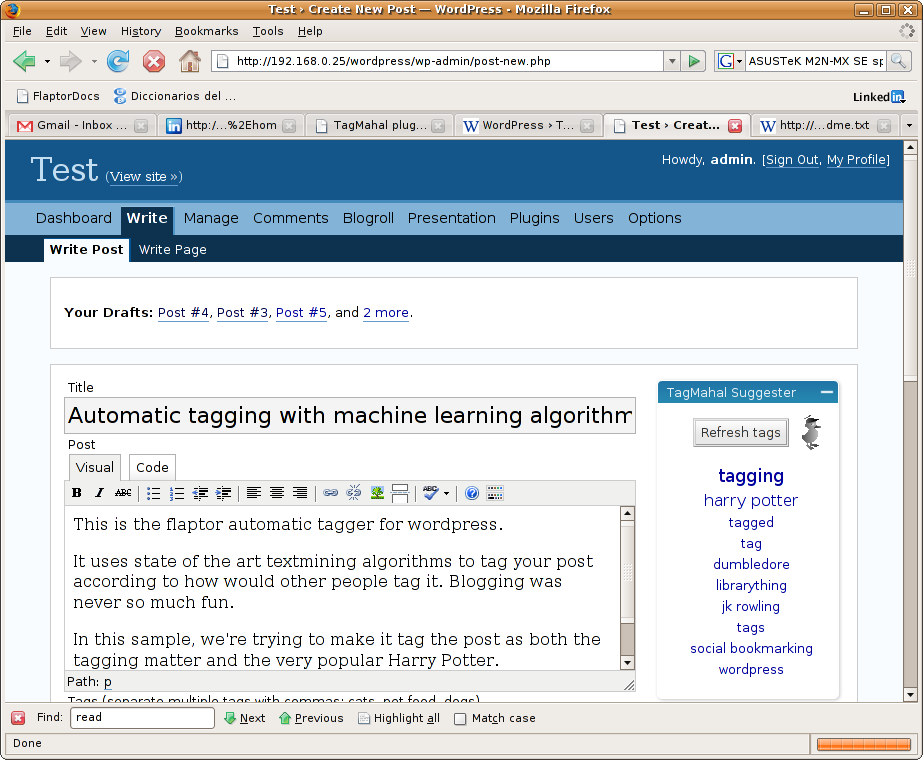 Test › Create New Post — WordPress - Mozilla Firefox
File Edit View History Bookmarks Tools Help
http://192.168.0.25/wordpress/wp-admin/post-new.php
G ASUSTeK M2N-MX SE sp
FlaptorDocs Diccionarios del ...
Linked in
Gmail - Inbox ... http:/...%2Fhom TagMahal plug... WordPress › T... Test › Creat... http://...dme.txt
Test (View site »)
Howdy, admin. [Sign Out, My Profile]
Dashboard Write Manage Comments Blogroll Presentation Plugins Users Options
Write Post Write Page
Your Drafts: Post #4, Post #3, Post #5, and 2 more.
Title
Automatic tagging with machine learning algorithm
Post
Visual Code
B I ABC ABC
This is the flaptor automatic tagger for wordpress.
It uses state of the art textmining algorithms to tag your post
according to how would other people tag it. Blogging was
never so much fun.
In this sample, we're trying to make it tag the post as both the
tagging matter and the very popular Harry Potter.
Path: p
Tags (separate multiple tags with commas: cats, pet food, dogs)
TagMahal Suggester
Refresh tags
tagging
harry potter
tagged
tag
dumbledore
librarything
jk rowling
tags
social bookmarking
wordpress
Find: read Next Previous Highlight all Match case
Done